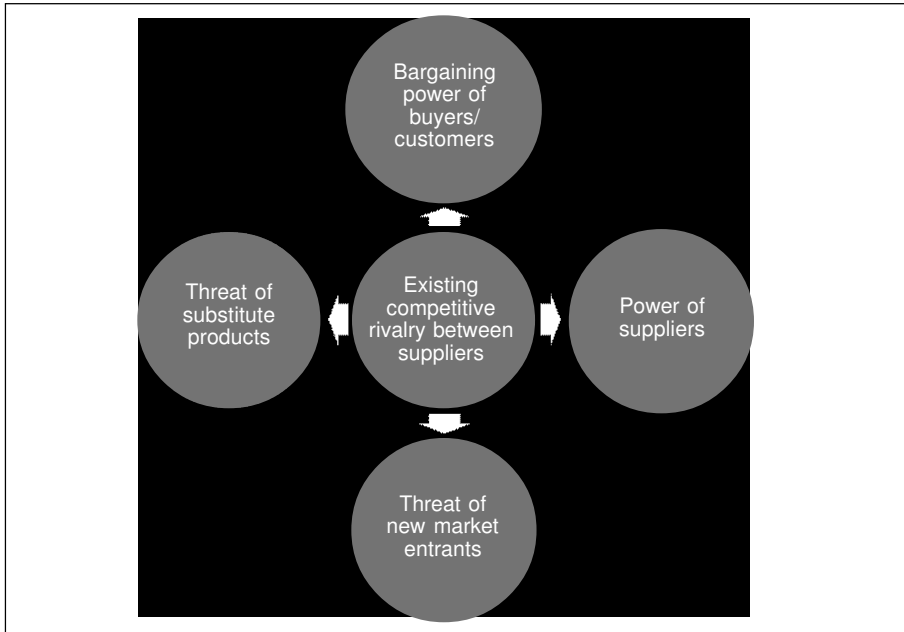 Bargaining
power of
buyers/
customers
Threat of
substitute
products
Existing
competitive
rivalry between
suppliers
Power of
suppliers
Threat of
new market
entrants